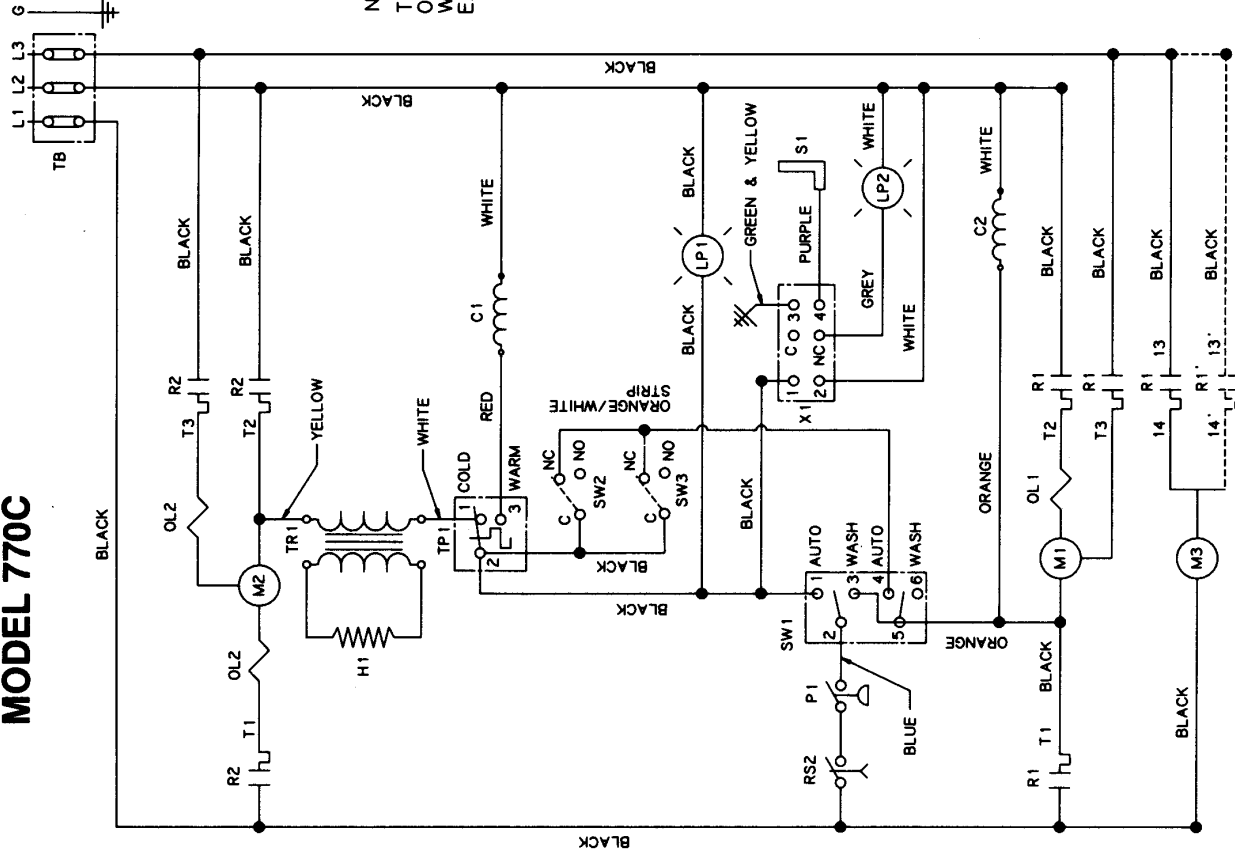 MODEL 770C
G
L1 L2 L3
TB
N
T
O
W
E
BLACK
BLACK
BLACK
BLACK
BLACK
R2
T3
OL2
BLACK
R2
T2
M2
OL2
T1
R2
YELLOW
TR1
H1
WHITE
TP1
COLD
1
2
3
WARM
RED
C1
WHITE
BLACK
NC
NO
C
SW2
NC
NO
C
SW3
ORANGE/WHITE
STRIP
BLACK
BLACK
LP1
BLACK
BLACK
GREEN & YELLOW
PURPLE
S1
X1
1 C 3
2 NC 4
GREY
LP2
WHITE
WHITE
SW1
1 AUTO
3 WASH
4 AUTO
6 WASH
2
5
P1
RS2
BLUE
ORANGE
ORANGE
C2
WHITE
BLACK
R1
T2
OL1
M1
BLACK
T1
R1
BLACK
R1
T3
BLACK
R1 13
14
BLACK
R1' 13'
14'
M3
BLACK